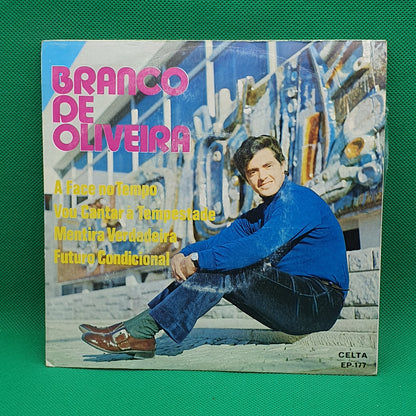 BRANCO
DE
OLIVEIRA
A Face no Tempo
Vou Cantar à Tempestade
Mentira Verdadeira
Futuro Condicional
CELTA
EP-177